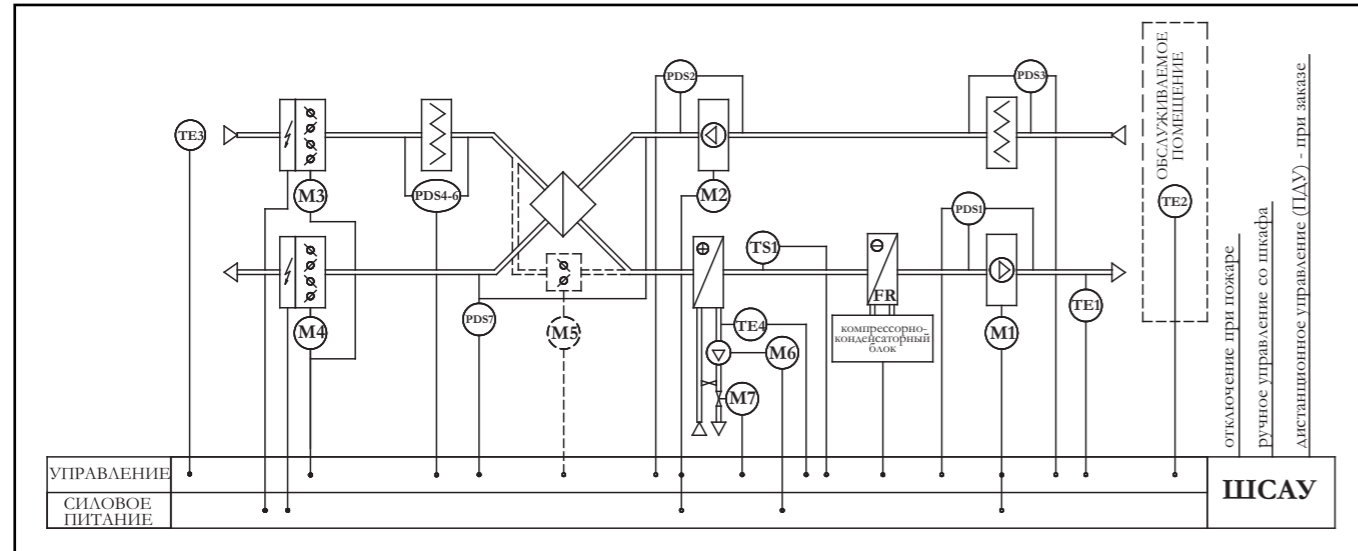 PDS2
PDS3
TE3
ОБСЛУЖИВАЕМОЕ
ПОМЕЩЕНИЕ
M3
PDS4-6
M2
PDS1
TE2
TS1
FR
M4
PDS7
M5
TE4
компрессорно-
конденсаторный
блок
M1
TE1
M6
M7
отключение при пожаре
ручное управление со шкафа
дистанционное управление (ПДУ) - при заказе
УПРАВЛЕНИЕ
СИЛОВОЕ
ПИТАНИЕ
ШСАУ